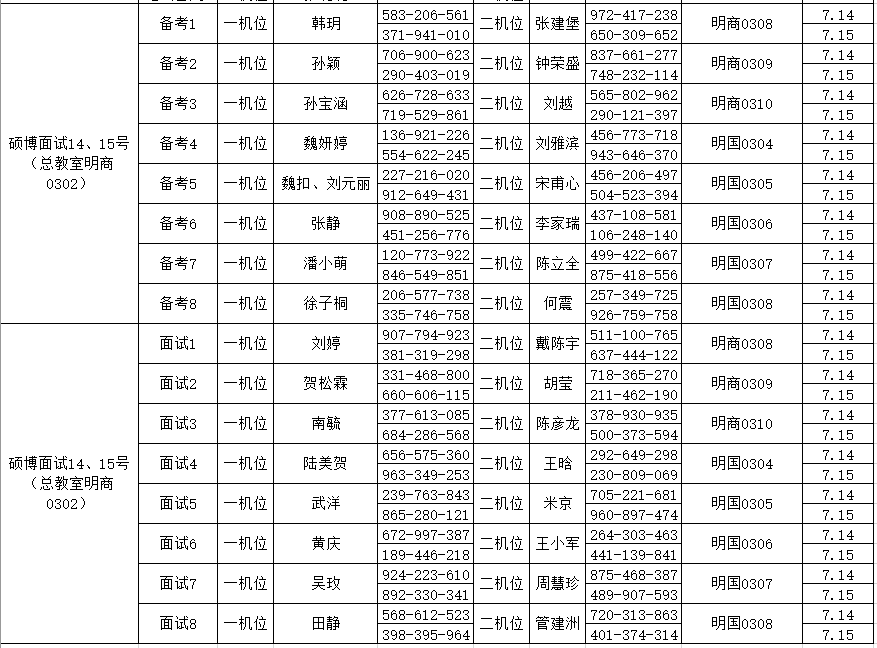 硕博面试14、15号
（总教室明商
0302）
备考1 一机位 韩玥 583-206-561 二机位 张建堡 972-417-238 明商0308 7.14
371-941-010 650-309-652 7.15
备考2 一机位 孙颖 706-900-623 二机位 钟荣盛 837-661-277 明商0309 7.14
290-403-019 748-232-114 7.15
备考3 一机位 孙宝涵 626-728-633 二机位 刘越 565-802-962 明商0310 7.14
719-529-861 290-121-397 7.15
备考4 一机位 魏妍婷 136-921-226 二机位 刘雅滨 456-773-718 明国0304 7.14
554-622-245 943-646-370 7.15
备考5 一机位 魏扣、刘元丽 227-216-020 二机位 宋甫心 456-206-497 明国0305 7.14
912-649-431 504-523-394 7.15
备考6 一机位 张静 908-890-525 二机位 李家瑞 437-108-581 明国0306 7.14
451-256-776 106-248-140 7.15
备考7 一机位 潘小萌 120-773-922 二机位 陈立全 499-422-667 明国0307 7.14
846-549-851 875-418-556 7.15
备考8 一机位 徐子桐 206-577-738 二机位 何震 257-349-725 明国0308 7.14
335-746-758 926-759-758 7.15
硕博面试14、15号
（总教室明商
0302）
面试1 一机位 刘婷 907-794-923 二机位 戴陈宇 511-100-765 明商0308 7.14
381-319-298 637-444-122 7.15
面试2 一机位 贺松霖 331-468-800 二机位 胡莹 718-365-270 明商0309 7.14
660-606-115 211-462-190 7.15
面试3 一机位 南毓 377-613-085 二机位 陈彦龙 378-930-935 明商0310 7.14
684-286-568 500-373-594 7.15
面试4 一机位 陆美贺 656-575-360 二机位 王晗 292-649-298 明国0304 7.14
963-349-253 230-809-069 7.15
面试5 一机位 武洋 239-763-843 二机位 米京 705-221-681 明国0305 7.14
865-280-121 960-897-474 7.15
面试6 一机位 黄庆 672-997-387 二机位 王小军 264-303-463 明国0306 7.14
189-446-218 441-139-841 7.15
面试7 一机位 吴玫 924-223-610 二机位 周慧珍 875-468-387 明国0307 7.14
892-330-341 489-907-593 7.15
面试8 一机位 田静 568-612-523 二机位 管建洲 720-313-863 明国0308 7.14
398-395-964 401-374-314 7.15